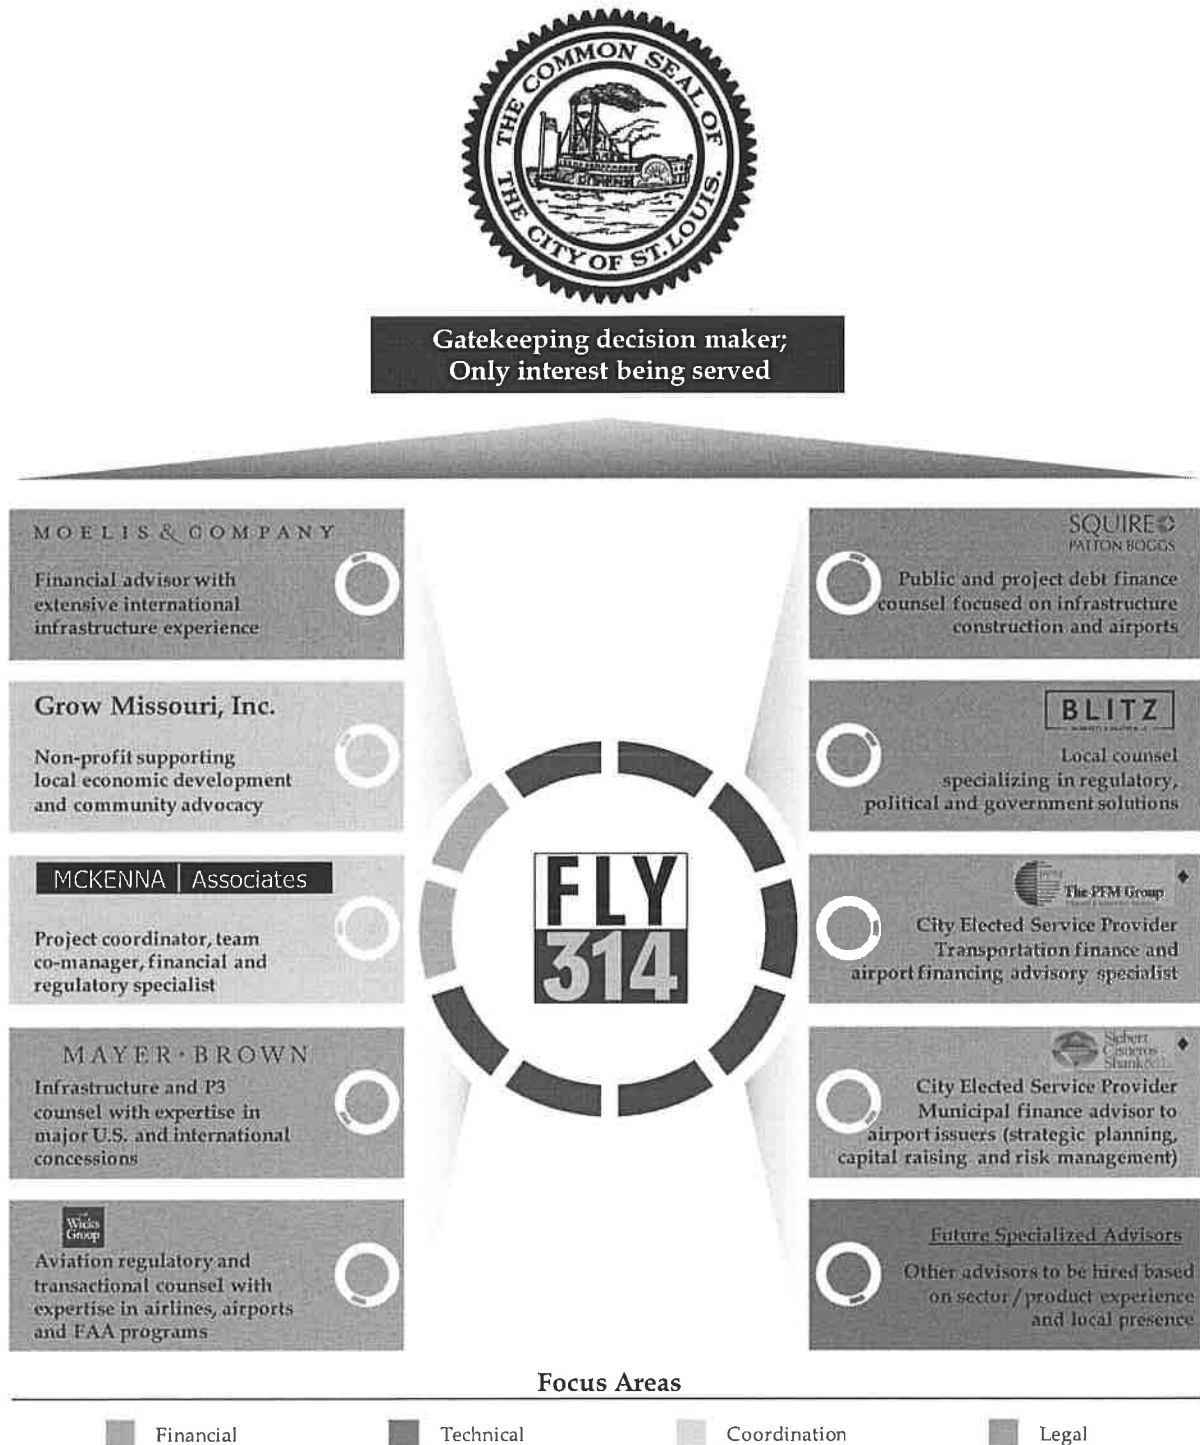 THE COMMON SEAL OF
THE CITY OF ST. LOUIS.
Gatekeeping decision maker;
Only interest being served
MOELIS & COMPANY
Financial advisor with
extensive international
infrastructure experience
Grow Missouri, Inc.
Non-profit supporting
local economic development
and community advocacy
MCKENNA | Associates
Project coordinator, team
co-manager, financial and
regulatory specialist
MAYER · BROWN
Infrastructure and P3
counsel with expertise in
major U.S. and international
concessions
Wicks
Group
Aviation regulatory and
transactional counsel with
expertise in airlines, airports
and FAA programs
FLY
314
SQUIRE
PATTON BOGGS
Public and project debt finance
counsel focused on infrastructure
construction and airports
BLITZ
Local counsel
specializing in regulatory,
political and government solutions
The PFM Group
City Elected Service Provider
Transportation finance and
airport financing advisory specialist
Siebert
Cisneros
Shank
City Elected Service Provider
Municipal finance advisor to
airport issuers (strategic planning,
capital raising and risk management)
Future Specialized Advisors
Other advisors to be hired based
on sector/product experience
and local presence
Focus Areas
Financial
Technical
Coordination
Legal